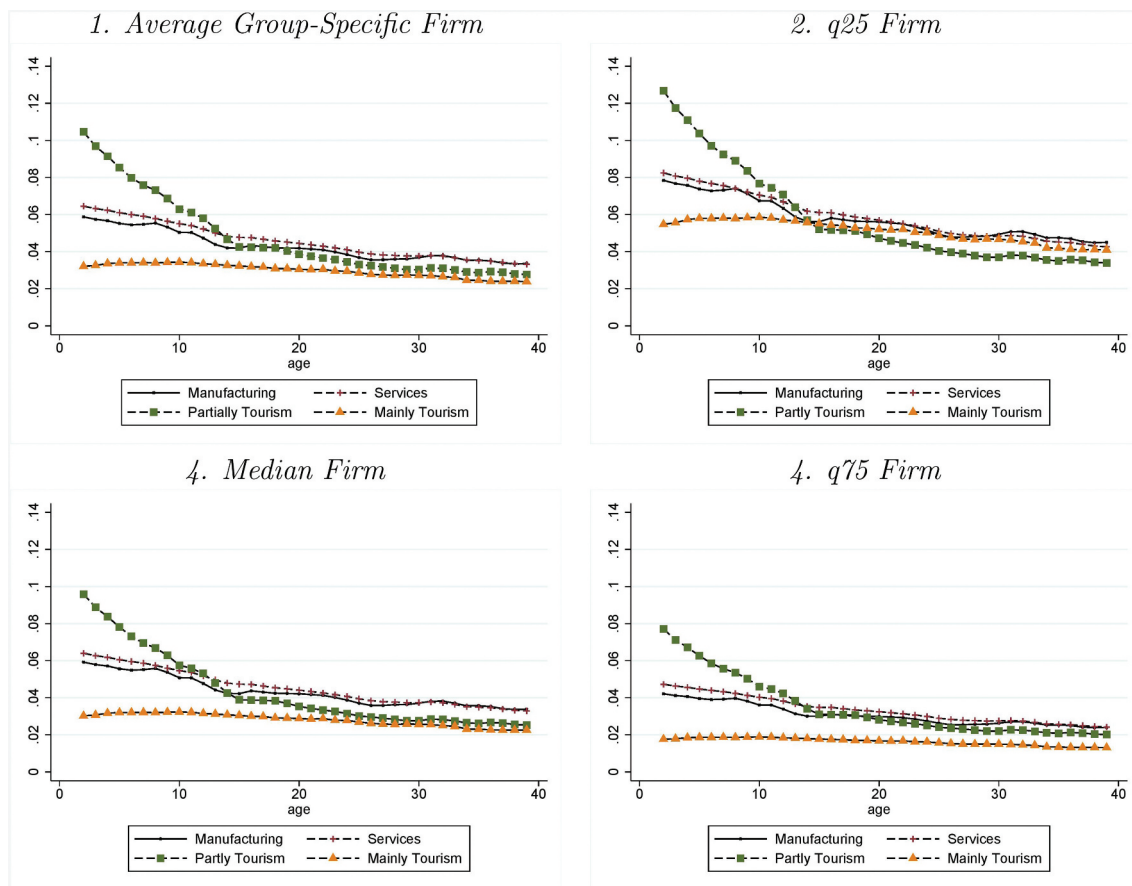 1. Average Group-Specific Firm
.14
.12
.1
.08
.06
.04
.02
0
0 10 20 30 40
age
Manufacturing Services
Partially Tourism Mainly Tourism
2. q25 Firm
.14
.12
.1
.08
.06
.04
.02
0
0 10 20 30 40
age
Manufacturing Services
Partly Tourism Mainly Tourism
4. Median Firm
.14
.12
.1
.08
.06
.04
.02
0
0 10 20 30 40
age
Manufacturing Services
Partly Tourism Mainly Tourism
4. q75 Firm
.14
.12
.1
.08
.06
.04
.02
0
0 10 20 30 40
age
Manufacturing Services
Partly Tourism Mainly Tourism